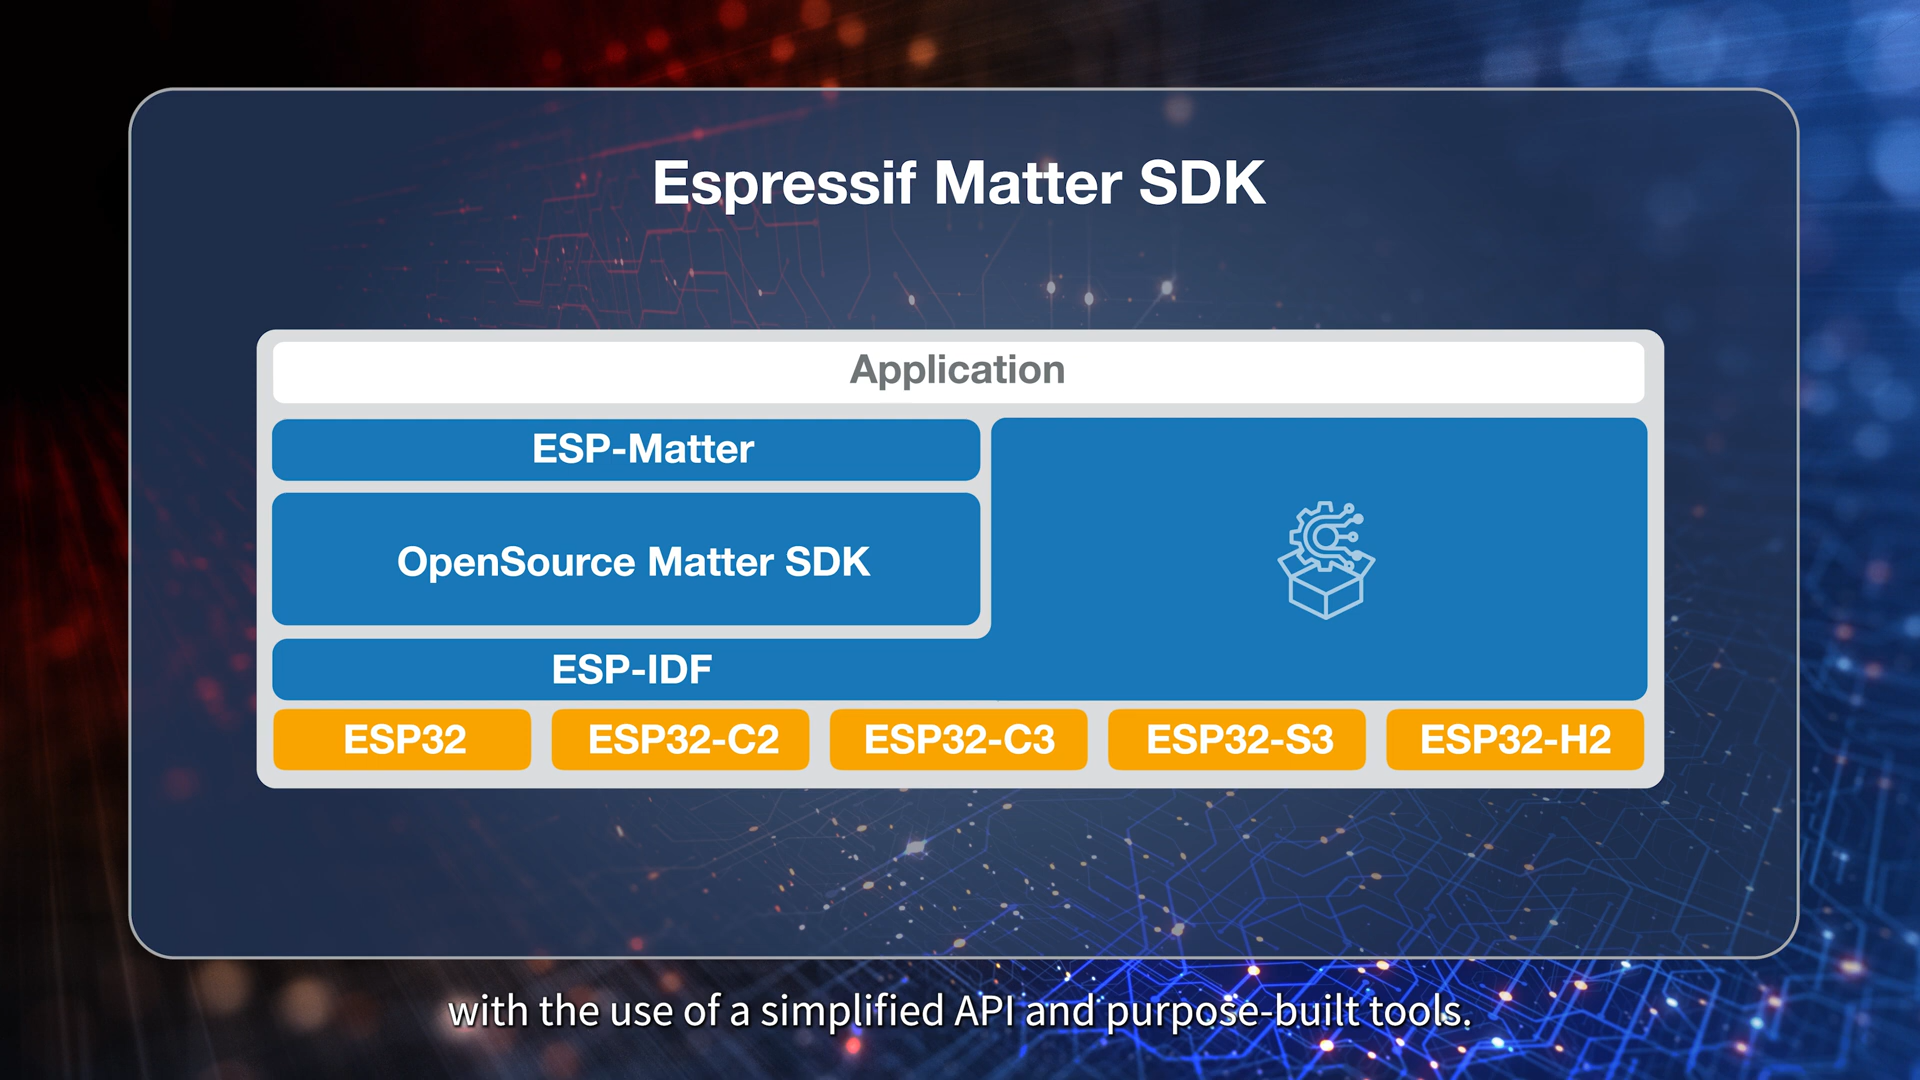 Espressif Matter SDK
Application
ESP-Matter
OpenSource Matter SDK
ESP-IDF
ESP32
ESP32-C2
ESP32-C3
ESP32-S3
ESP32-H2
with the use of a simplified API and purpose-built tools.